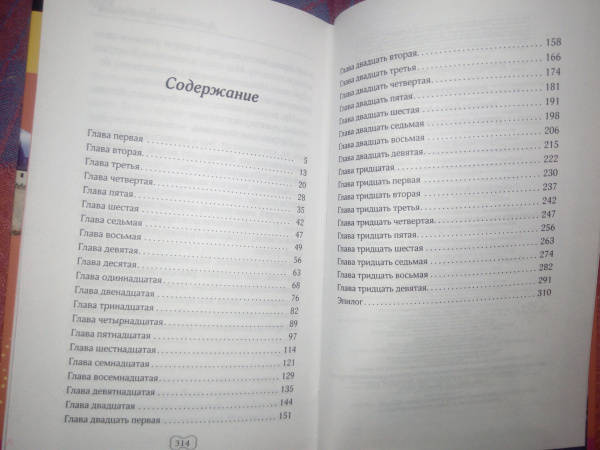 Содержание
Глава первая ........................ 5
Глава вторая........................ 13
Глава третья ........................ 20
Глава четвертая........................ 28
Глава пятая ........................ 35
Глава шестая ........................ 42
Глава седьмая ........................ 47
Глава восьмая ........................ 49
Глава девятая ........................ 56
Глава десятая ........................ 63
Глава одиннадцатая ........................ 68
Глава двенадцатая ........................ 76
Глава тринадцатая ........................ 82
Глава четырнадцатая ........................ 89
Глава пятнадцатая ........................ 97
Глава шестнадцатая ........................ 114
Глава семнадцатая ........................ 121
Глава восемнадцатая ........................ 129
Глава девятнадцатая ........................ 135
Глава двадцатая ........................ 144
Глава двадцать первая ........................ 151
314
Глава двадцать вторая........................ 158
Глава двадцать третья ........................ 166
Глава двадцать четвертая........................ 174
Глава двадцать пятая ........................ 181
Глава двадцать шестая ........................ 191
Глава двадцать седьмая ........................ 198
Глава двадцать восьмая ........................ 206
Глава двадцать девятая........................ 215
Глава тридцатая ........................ 222
Глава тридцать первая ........................ 230
Глава тридцать вторая ........................ 237
Глава тридцать третья ........................ 242
Глава тридцать четвертая ........................ 247
Глава тридцать пятая........................ 256
Глава тридцать шестая ........................ 263
Глава тридцать седьмая ........................ 274
Глава тридцать восьмая ........................ 282
Глава тридцать девятая........................ 291
Эпилог ........................ 310